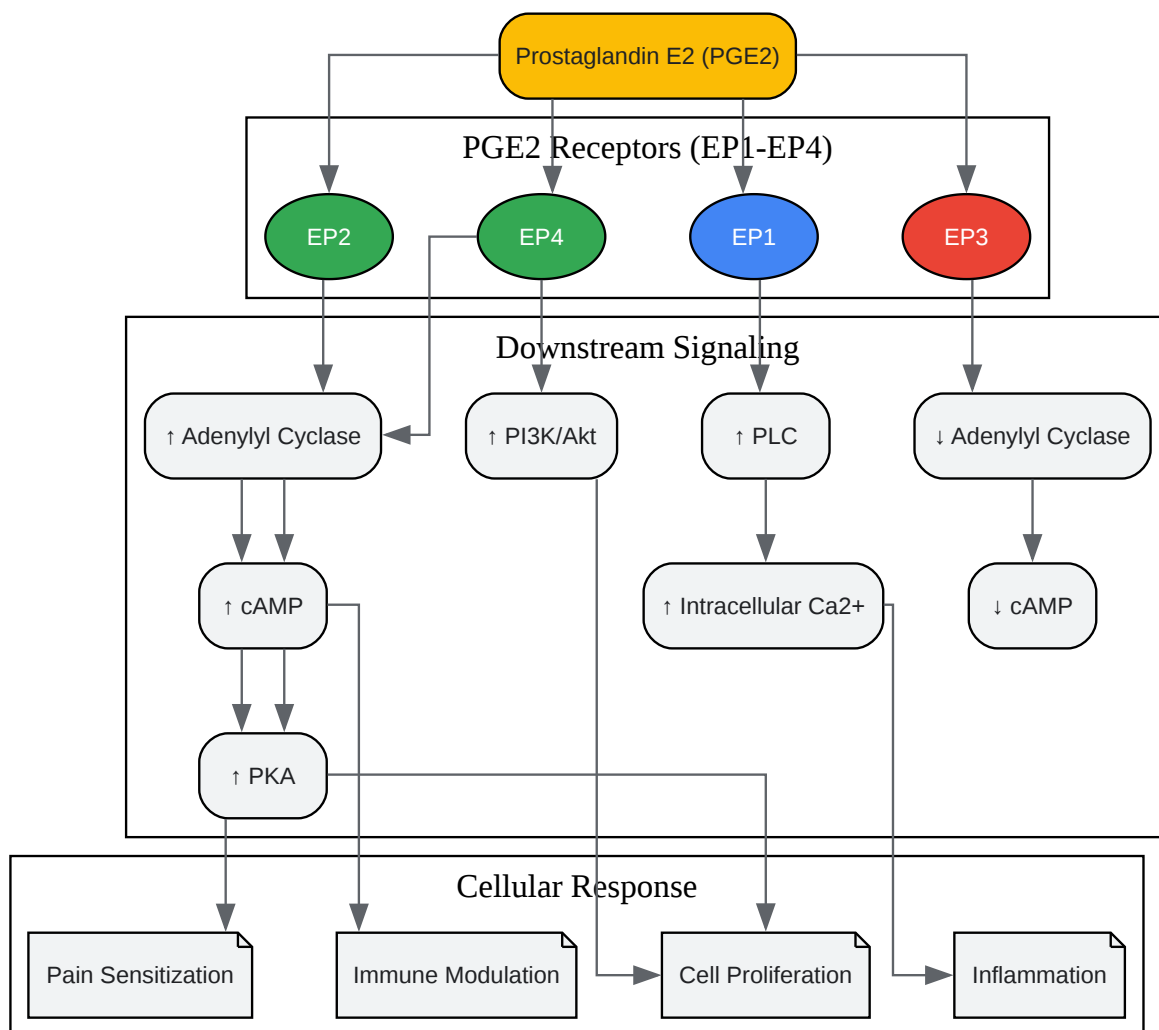 Prostaglandin E2 (PGE2)
PGE2 Receptors (EP1-EP4)
EP2
EP4
EP1
EP3
Downstream Signaling
↑ Adenylyl Cyclase
↑ PI3K/Akt
↑ PLC
↓ Adenylyl Cyclase
↑ cAMP
↑ Intracellular Ca2+
↓ cAMP
↑ PKA
Cellular Response
Pain Sensitization
Immune Modulation
Cell Proliferation
Inflammation